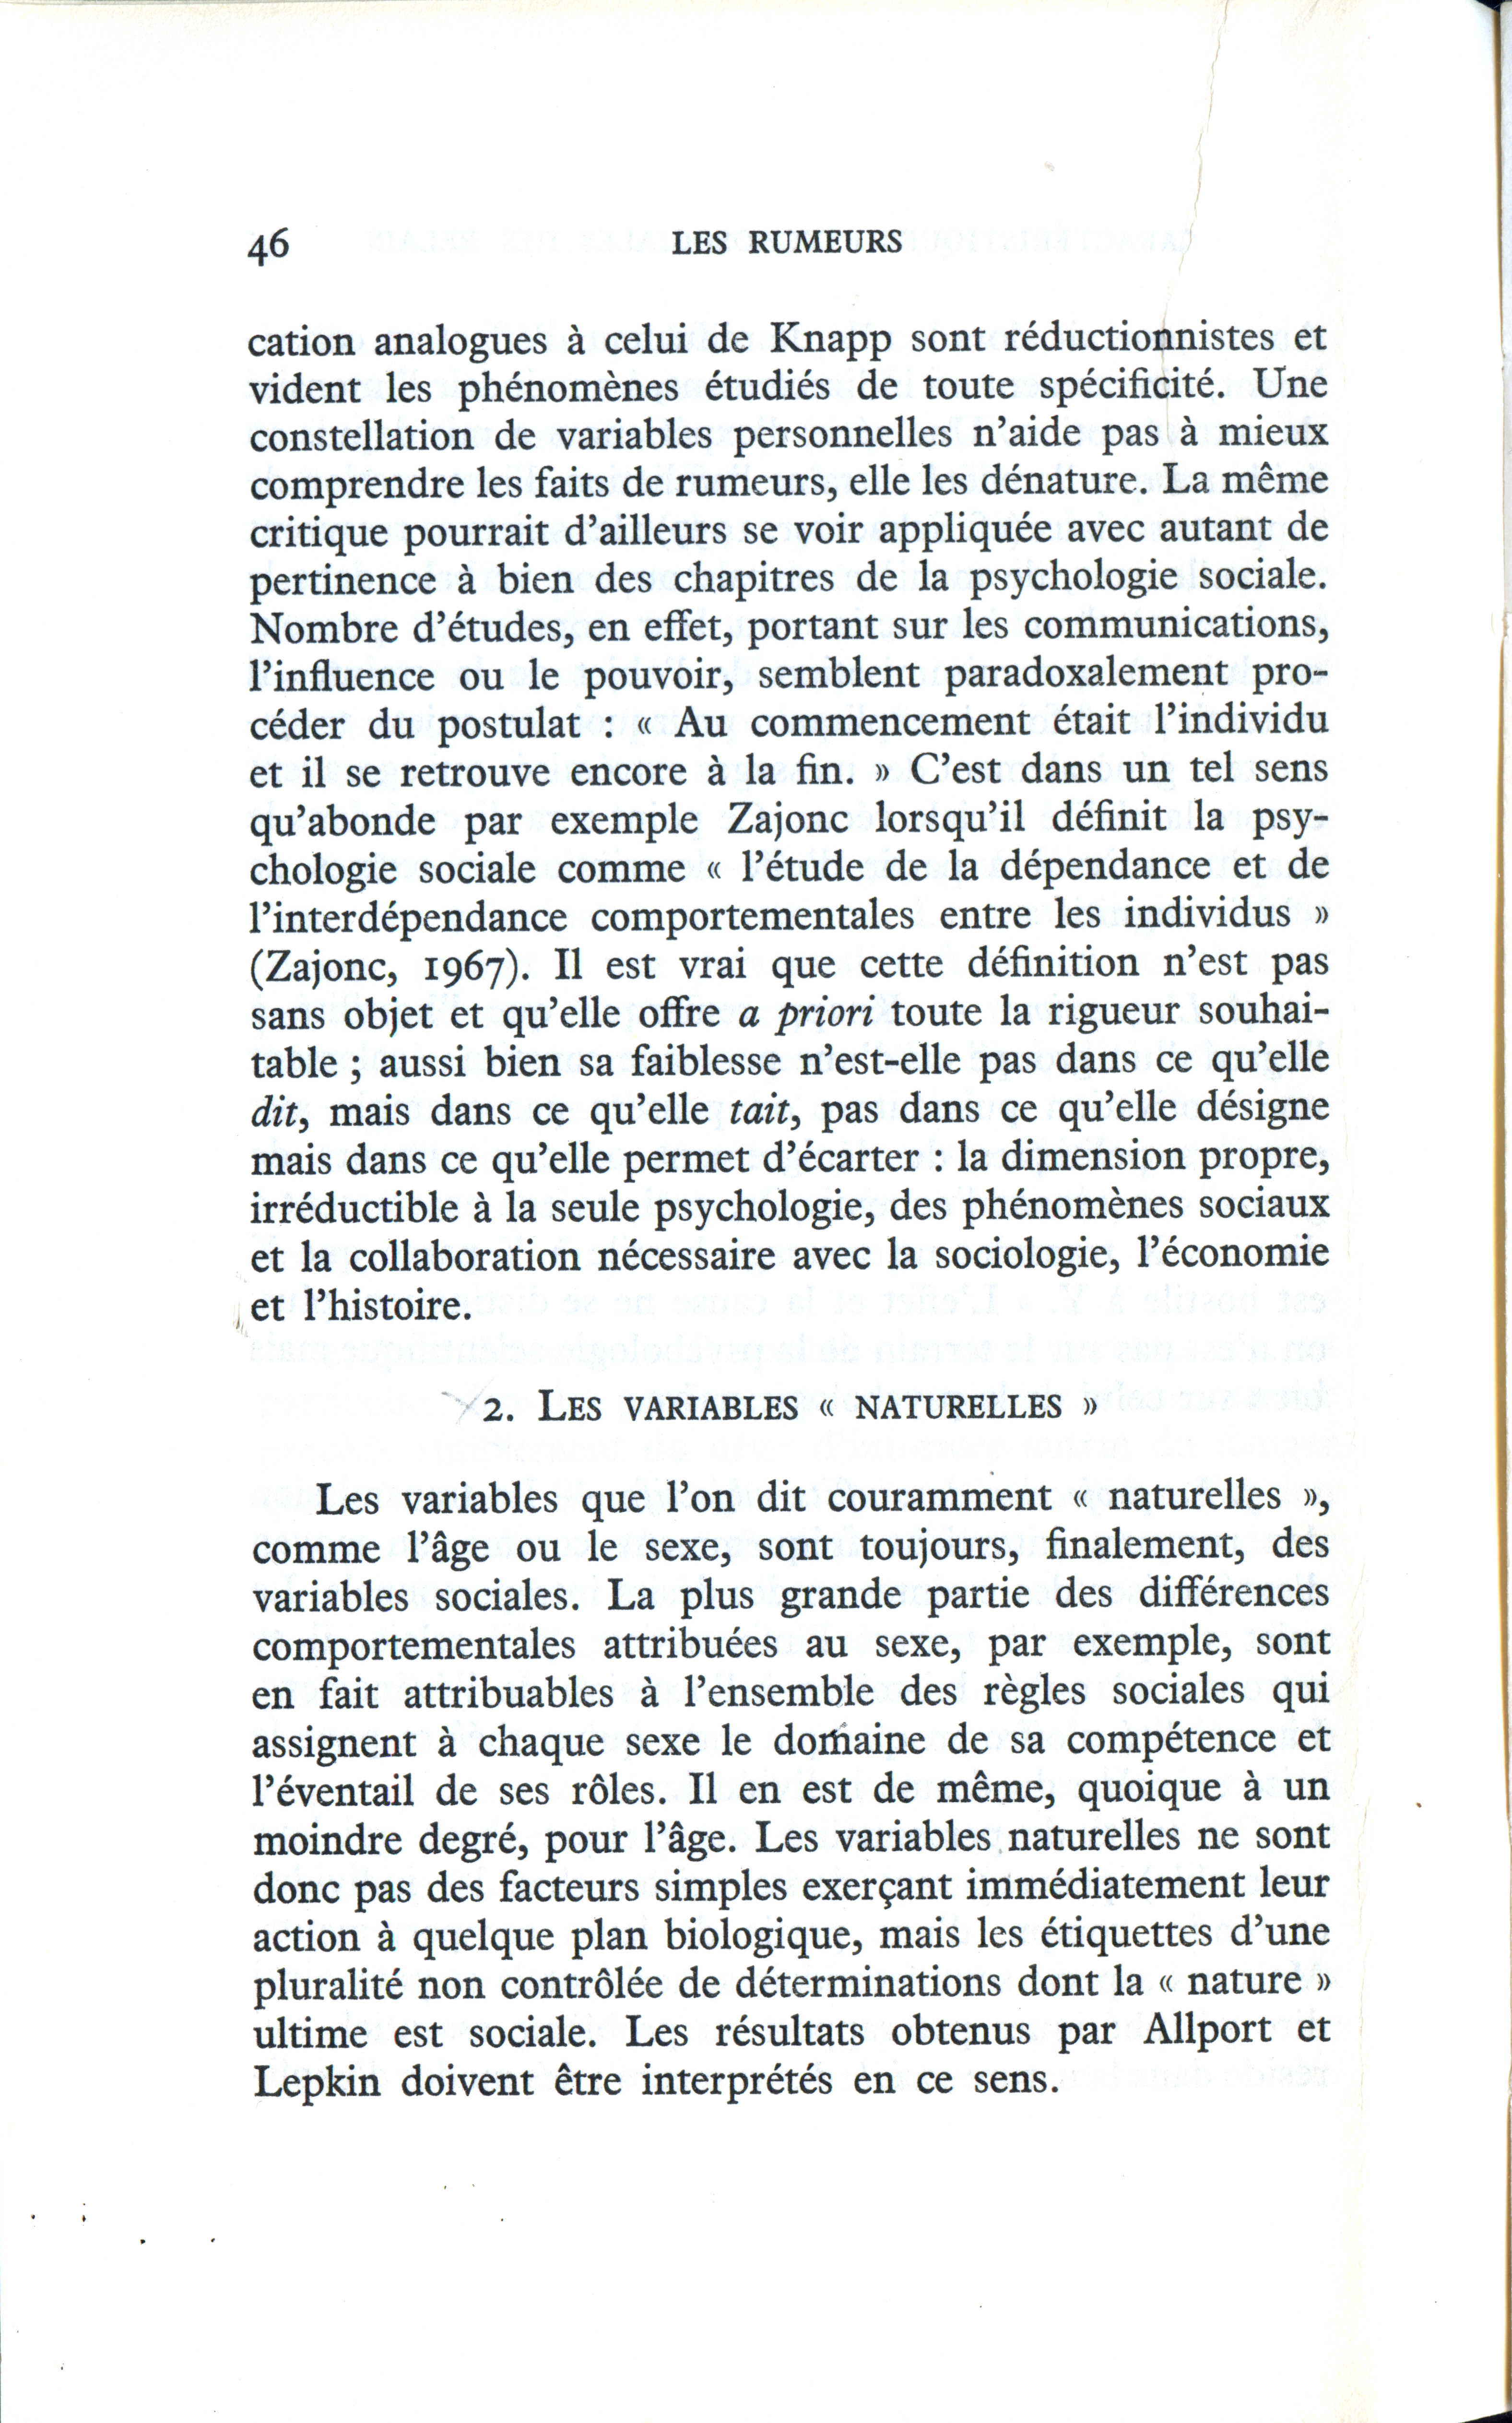 46 LES RUMEURS
cation analogues à celui de Knapp sont réductionnistes et
vident les phénomènes étudiés de toute spécificité. Une
constellation de variables personnelles n'aide pas à mieux
comprendre les faits de rumeurs, elle les dénature. La même
critique pourrait d'ailleurs se voir appliquée avec autant de
pertinence à bien des chapitres de la psychologie sociale.
Nombre d'études, en effet, portant sur les communications,
l'influence ou le pouvoir, semblent paradoxalement pro-
céder du postulat : « Au commencement était l'individu
et il se retrouve encore à la fin. » C'est dans un tel sens
qu'abonde par exemple Zajonc lorsqu'il définit la psy-
chologie sociale comme « l'étude de la dépendance et de
l'interdépendance comportementales entre les individus »
(Zajonc, 1967). Il est vrai que cette définition n'est pas
sans objet et qu'elle offre a priori toute la rigueur souhai-
table ; aussi bien sa faiblesse n'est-elle pas dans ce qu'elle
dit, mais dans ce qu'elle tait, pas dans ce qu'elle désigne
mais dans ce qu'elle permet d'écarter : la dimension propre,
irréductible à la seule psychologie, des phénomènes sociaux
et la collaboration nécessaire avec la sociologie, l'économie
et l'histoire.
2. LES VARIABLES « NATURELLES »
Les variables que l'on dit couramment « naturelles »,
comme l'âge ou le sexe, sont toujours, finalement, des
variables sociales. La plus grande partie des différences
comportementales attribuées au sexe, par exemple, sont
en fait attribuables à l'ensemble des règles sociales qui
assignent à chaque sexe le domaine de sa compétence et
l'éventail de ses rôles. Il en est de même, quoique à un
moindre degré, pour l'âge. Les variables naturelles ne sont
donc pas des facteurs simples exerçant immédiatement leur
action à quelque plan biologique, mais les étiquettes d'une
pluralité non contrôlée de déterminations dont la « nature »
ultime est sociale. Les résultats obtenus par Allport et
Lepkin doivent être interprétés en ce sens.